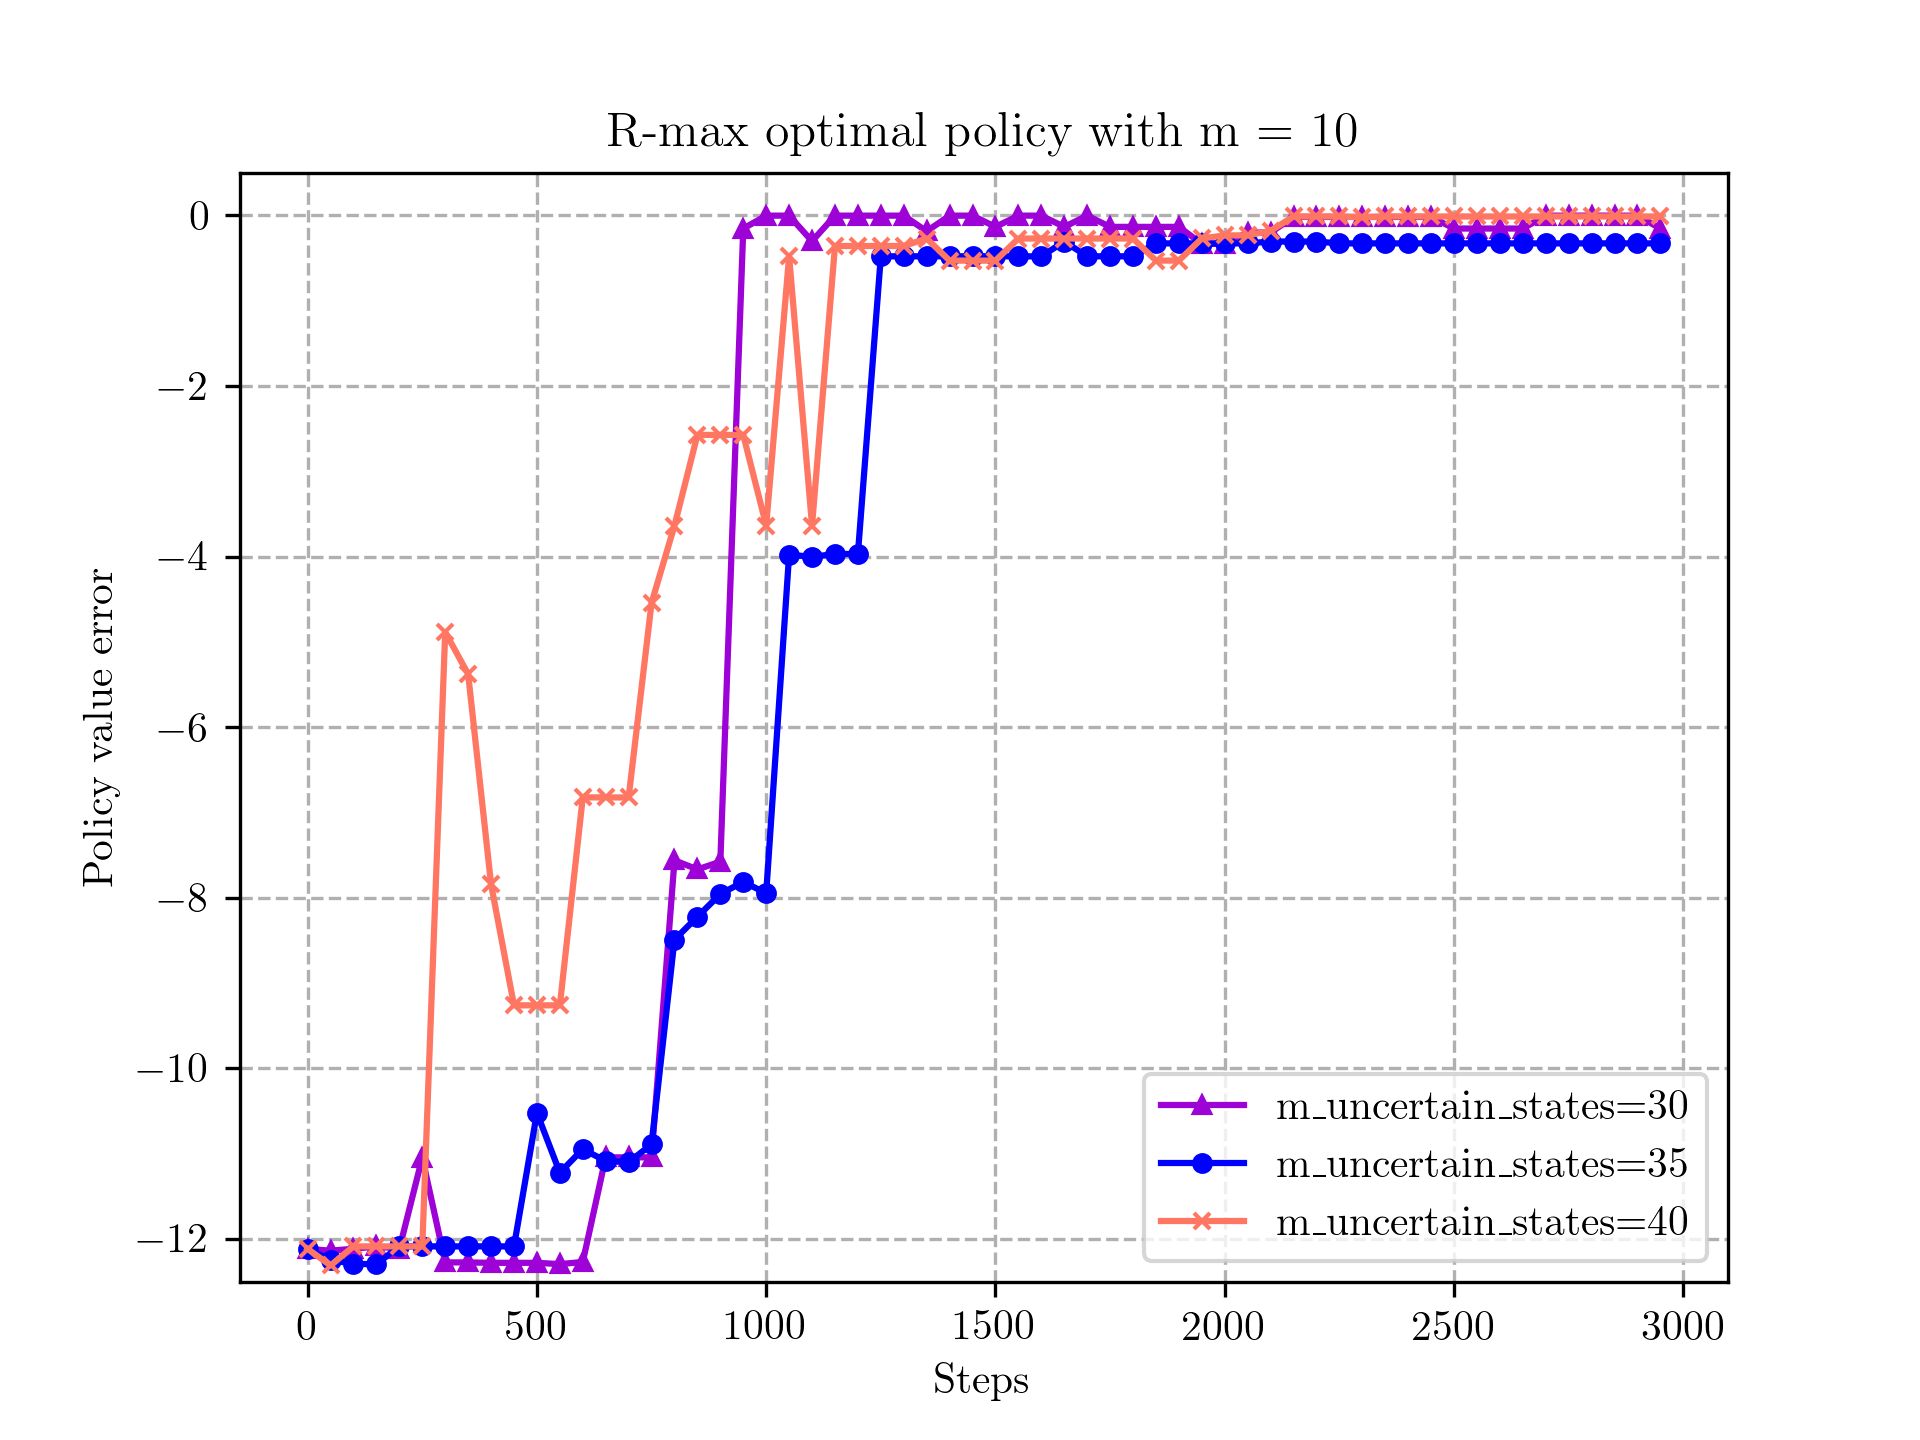 R-max optimal policy with m = 10
0
−2
−4
−6
−8
−10
−12
Policy value error
0 500 1000 1500 2000 2500 3000
Steps
m_uncertain_states=30
m_uncertain_states=35
m_uncertain_states=40